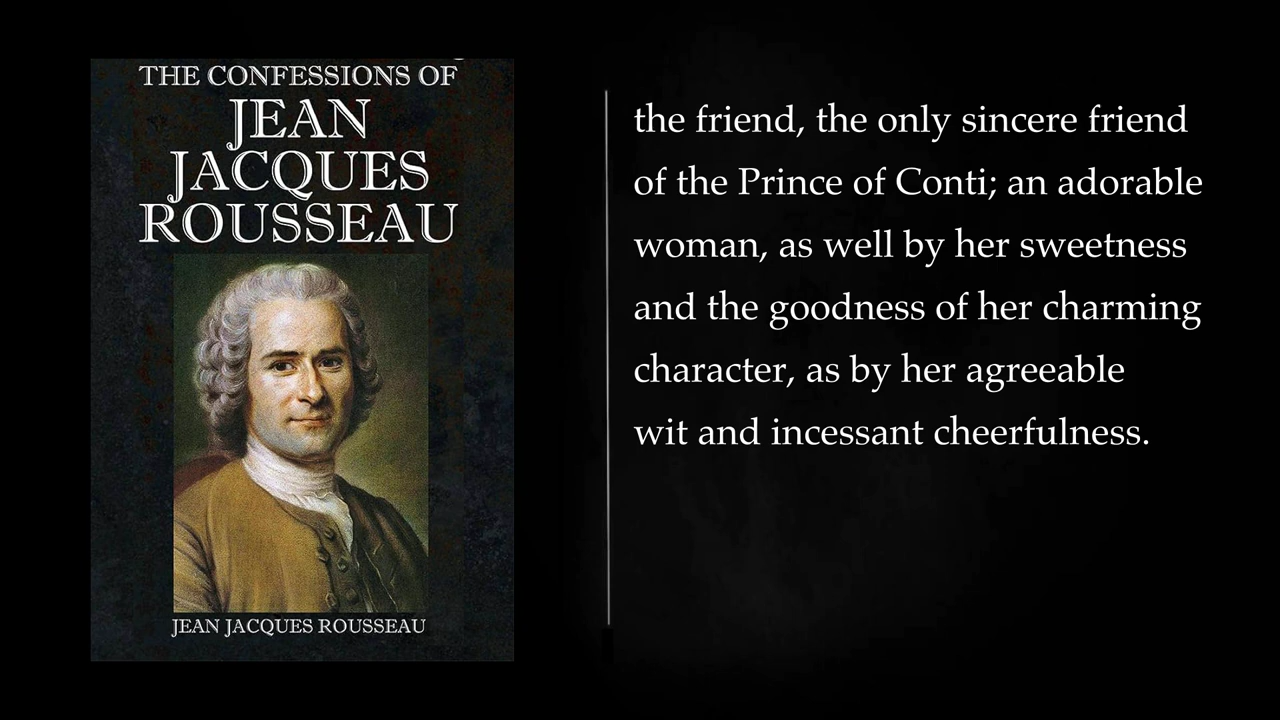 THE CONFESSIONS OF
JEAN
JACQUES
ROUSSEAU
JEAN JACQUES ROUSSEAU
the friend, the only sincere friend
of the Prince of Conti; an adorable
woman, as well by her sweetness
and the goodness of her charming
character, as by her agreeable
wit and incessant cheerfulness.